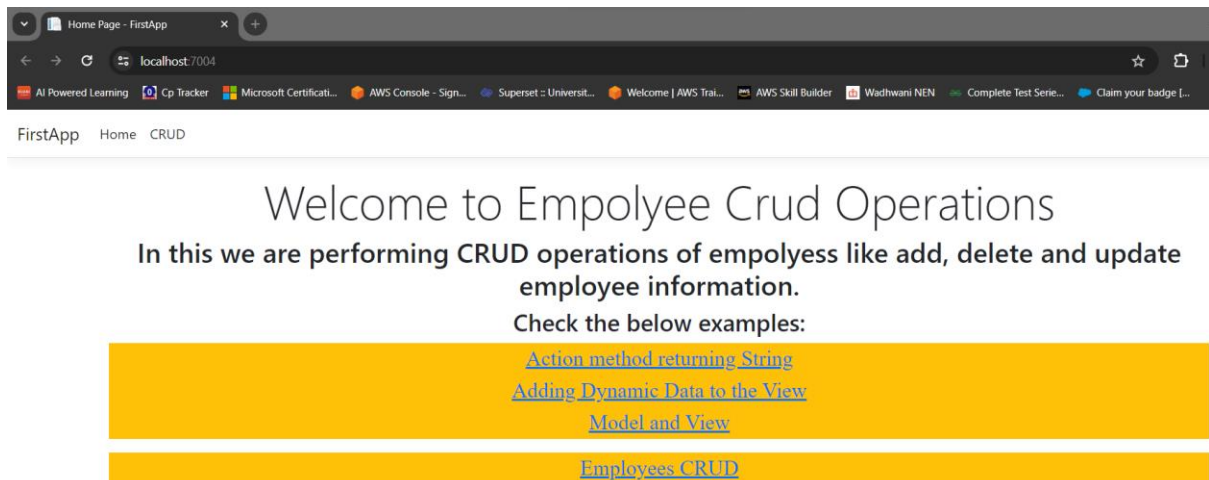 Home Page - FirstApp
localhost:7004
AI Powered Learning Cp Tracker Microsoft Certificati... AWS Console - Sign... Superset :: Universit... Welcome | AWS Trai... AWS Skill Builder Wadhwani NEN Complete Test Serie... Claim your badge [...
FirstApp Home CRUD
Welcome to Empolyee Crud Operations
In this we are performing CRUD operations of empolyess like add, delete and update
employee information.
Check the below examples:
Action method returning String
Adding Dynamic Data to the View
Model and View
Employees CRUD